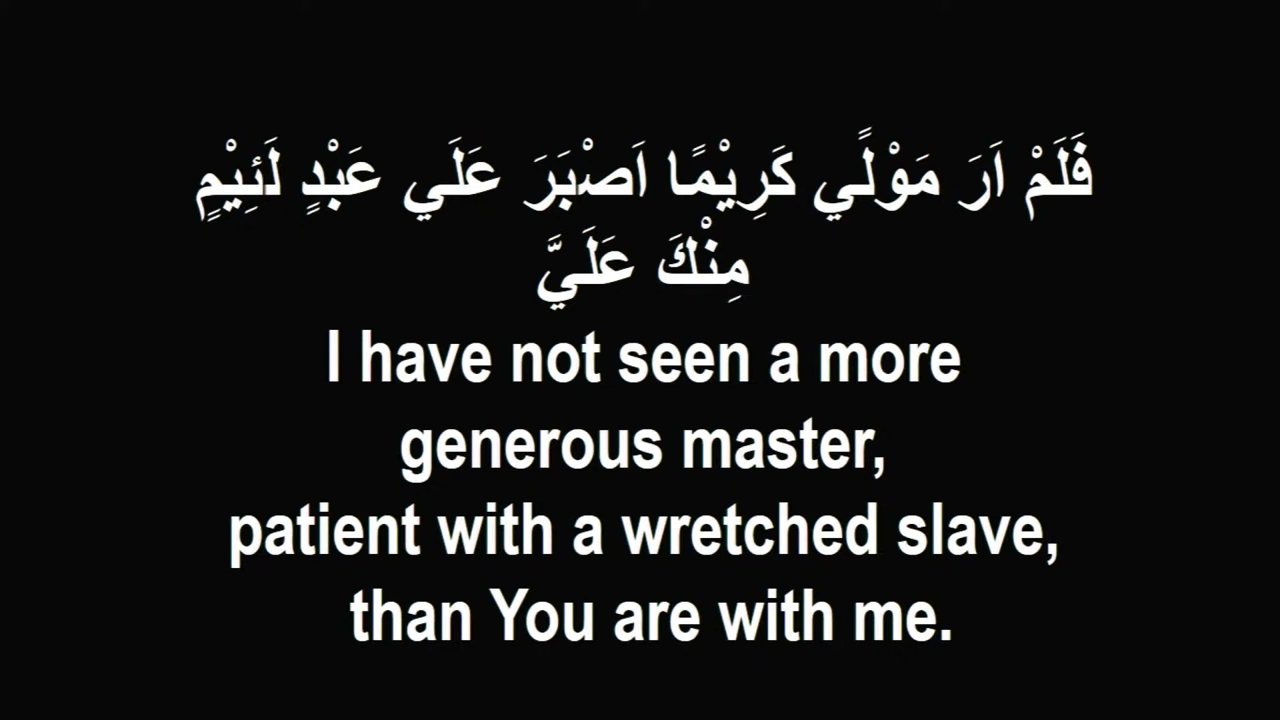 فَلَمْ اَرَ مَوْلًي كَرِيْمًا اَصْبَرَ عَلَي عَبْدٍ لَئِيْمٍ
مِنْكَ عَلَيَّ
I have not seen a more
generous master,
patient with a wretched slave,
than You are with me.